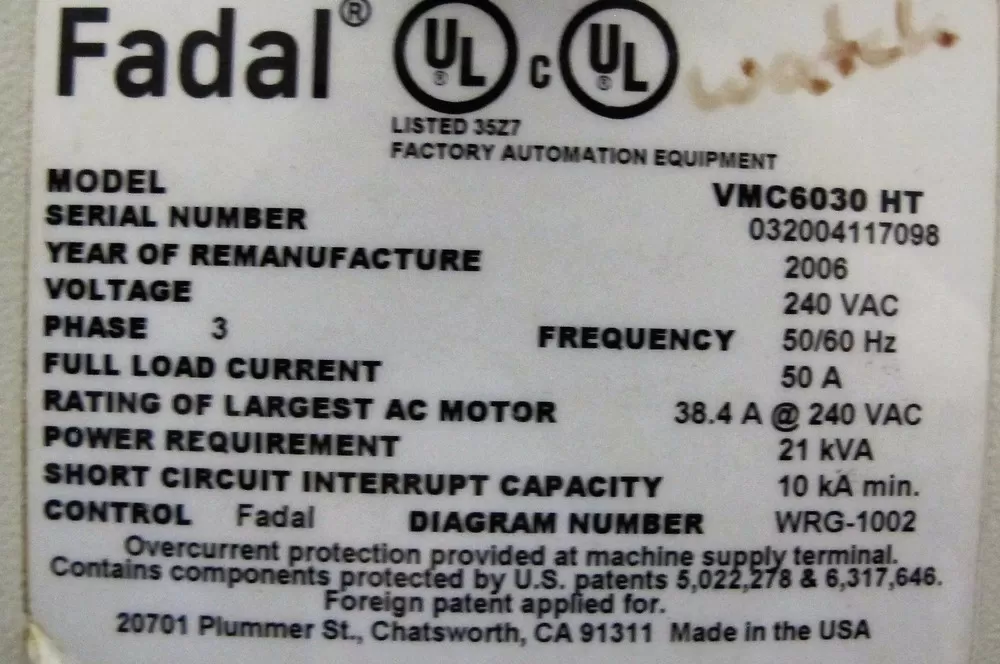 Fadal®
UL® c UL®
watch
LISTED 35Z7
FACTORY AUTOMATION EQUIPMENT
MODEL VMC6030 HT
SERIAL NUMBER 032004117098
YEAR OF REMANUFACTURE 2006
VOLTAGE 240 VAC
PHASE 3 FREQUENCY 50/60 Hz
FULL LOAD CURRENT 50 A
RATING OF LARGEST AC MOTOR 38.4 A @ 240 VAC
POWER REQUIREMENT 21 kVA
SHORT CIRCUIT INTERRUPT CAPACITY 10 kA min.
CONTROL Fadal DIAGRAM NUMBER WRG-1002
Overcurrent protection provided at machine supply terminal.
Contains components protected by U.S. patents 5,022,278 & 6,317,646.
Foreign patent applied for.
20701 Plummer St., Chatsworth, CA 91311 Made in the USA